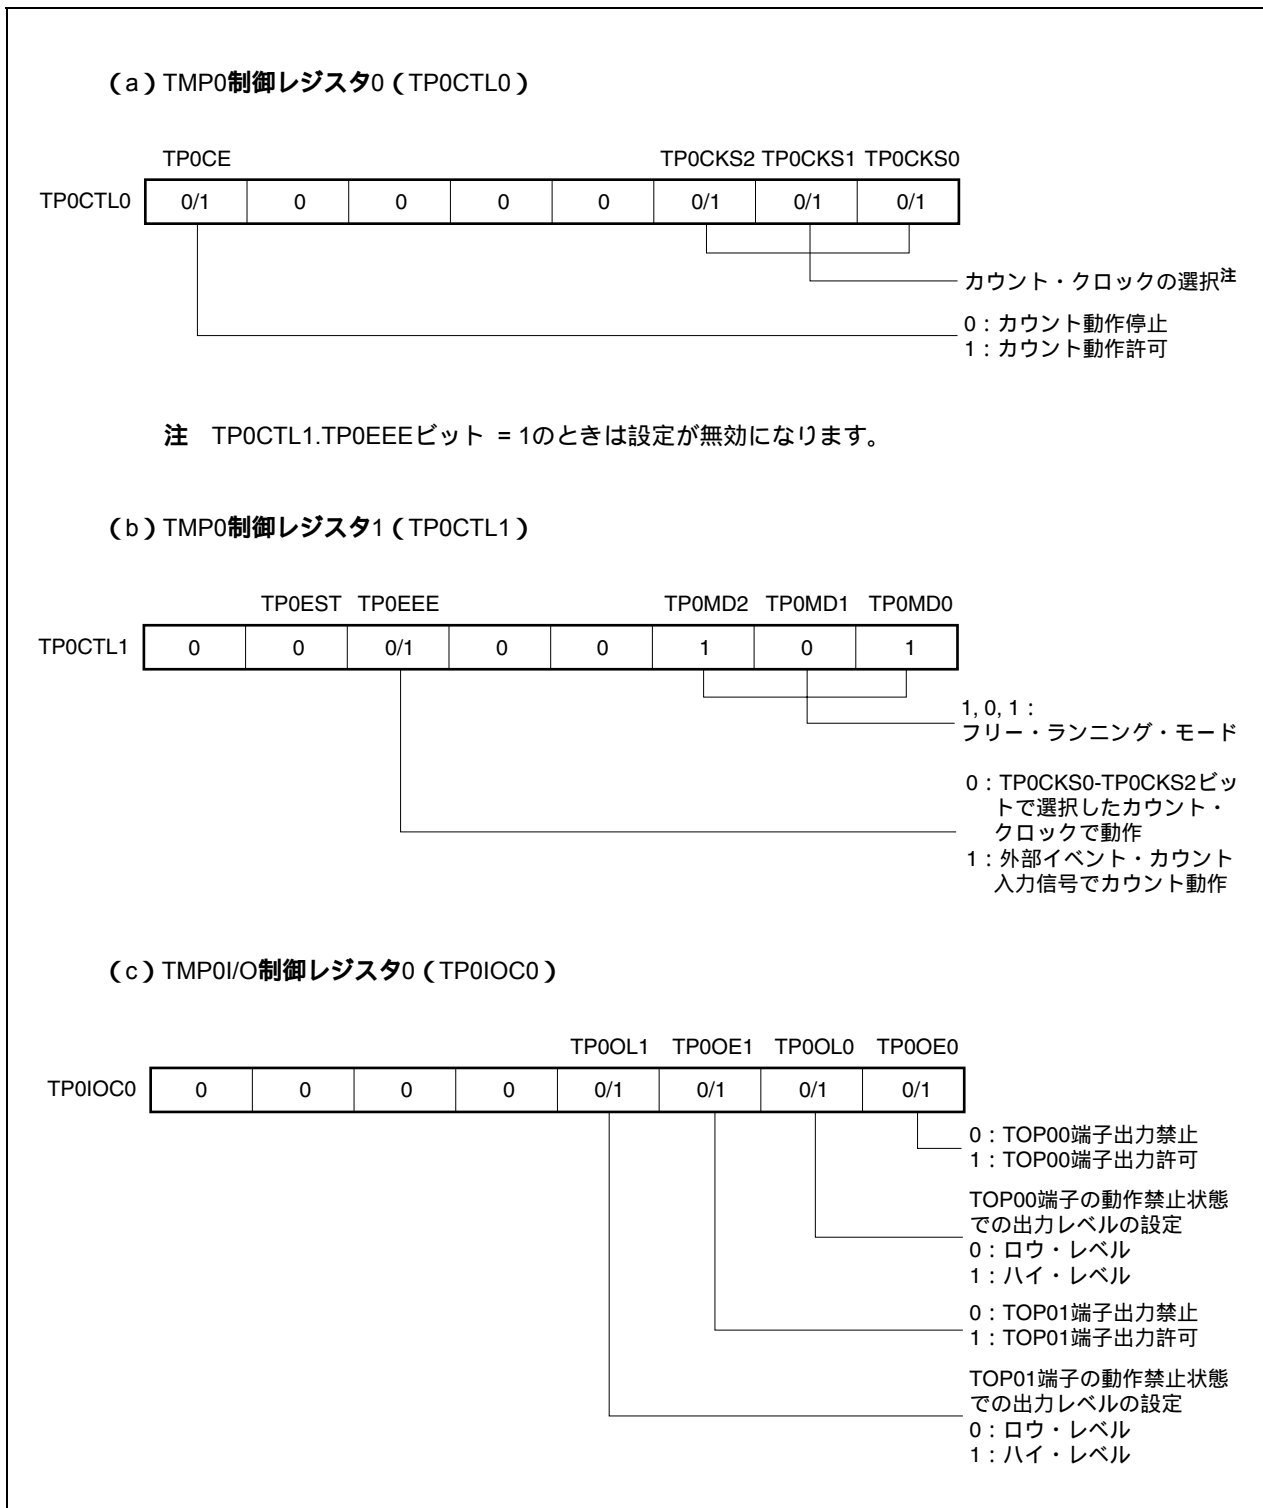 （a）TMP0制御レジスタ0（TP0CTL0）
TP0CE TP0CKS2 TP0CKS1 TP0CKS0
TP0CTL0 0/1 0 0 0 0 0/1 0/1 0/1
カウント・クロックの選択注
0：カウント動作停止
1：カウント動作許可
注 TP0CTL1.TP0EEEビット = 1のときは設定が無効になります。
（b）TMP0制御レジスタ1（TP0CTL1）
TP0EST TP0EEE TP0MD2 TP0MD1 TP0MD0
TP0CTL1 0 0 0/1 0 0 1 0 1
1, 0, 1：
フリー・ランニング・モード
0：TP0CKS0-TP0CKS2ビッ
トで選択したカウント・
クロックで動作
1：外部イベント・カウント
入力信号でカウント動作
（c）TMP0I/O制御レジスタ0（TP0IOC0）
TP0OL1 TP0OE1 TP0OL0 TP0OE0
TP0IOC0 0 0 0 0 0/1 0/1 0/1 0/1
0：TOP00端子出力禁止
1：TOP00端子出力許可
TOP00端子の動作禁止状態
での出力レベルの設定
0：ロウ・レベル
1：ハイ・レベル
0：TOP01端子出力禁止
1：TOP01端子出力許可
TOP01端子の動作禁止状態
での出力レベルの設定
0：ロウ・レベル
1：ハイ・レベル